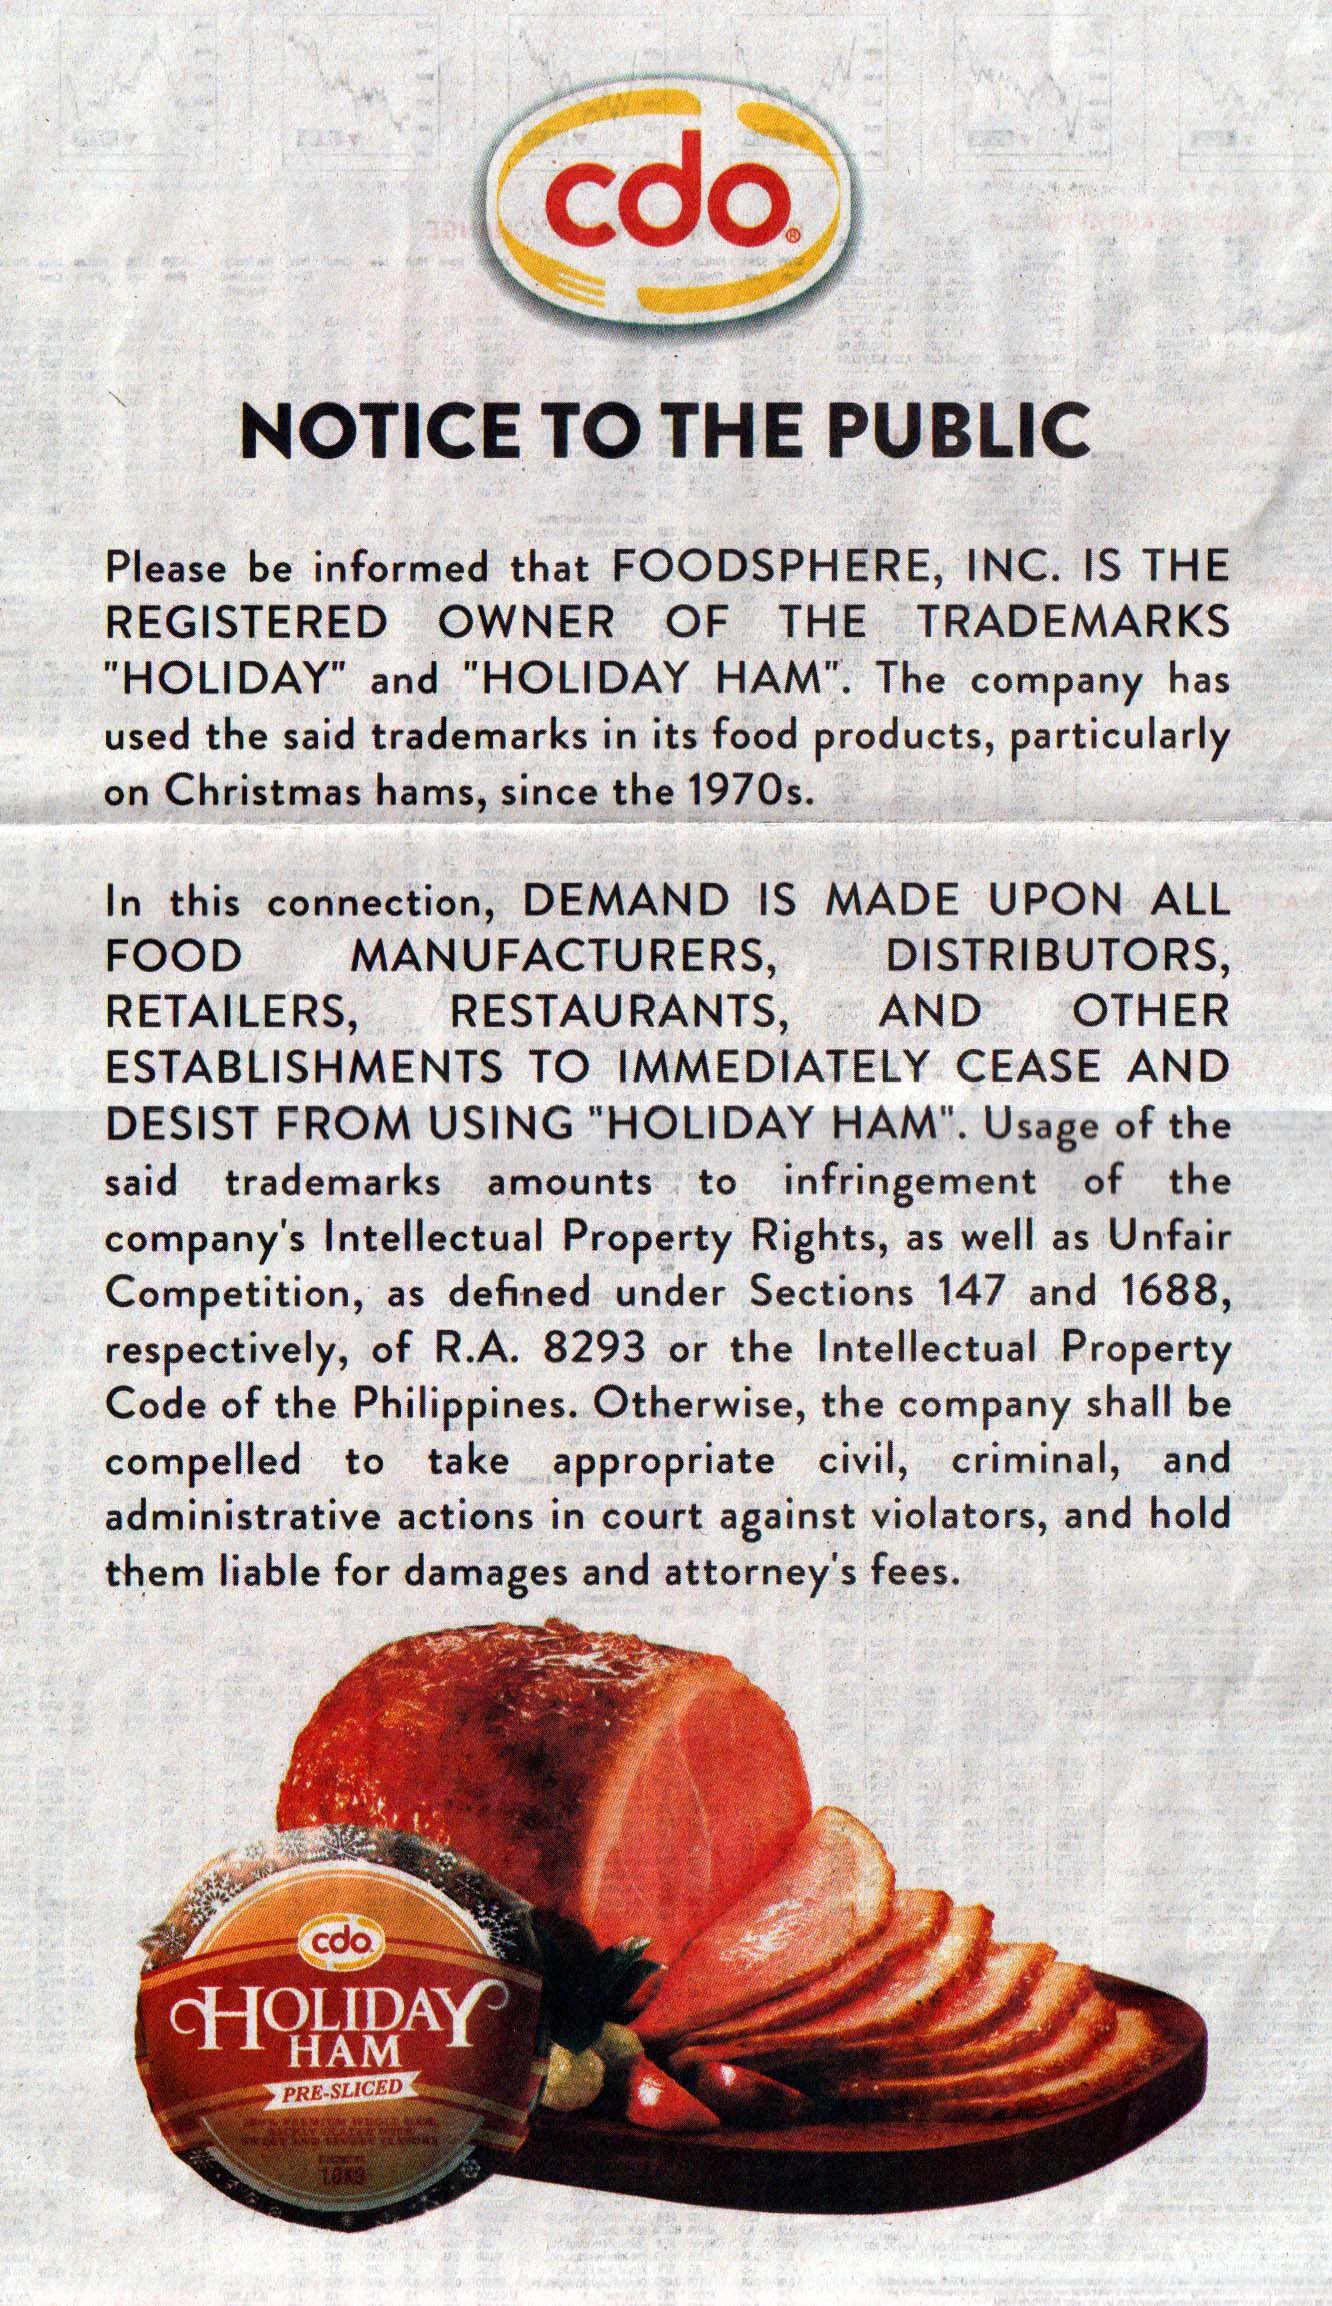 cdo®
NOTICE TO THE PUBLIC
Please be informed that FOODSPHERE, INC. IS THE
REGISTERED OWNER OF THE TRADEMARKS
"HOLIDAY" and "HOLIDAY HAM". The company has
used the said trademarks in its food products, particularly
on Christmas hams, since the 1970s.
In this connection, DEMAND IS MADE UPON ALL
FOOD MANUFACTURERS, DISTRIBUTORS,
RETAILERS, RESTAURANTS, AND OTHER
ESTABLISHMENTS TO IMMEDIATELY CEASE AND
DESIST FROM USING "HOLIDAY HAM". Usage of the
said trademarks amounts to infringement of the
company's Intellectual Property Rights, as well as Unfair
Competition, as defined under Sections 147 and 1688,
respectively, of R.A. 8293 or the Intellectual Property
Code of the Philippines. Otherwise, the company shall be
compelled to take appropriate civil, criminal, and
administrative actions in court against violators, and hold
them liable for damages and attorney's fees.
cdo
HOLIDAY
HAM
PRE-SLICED